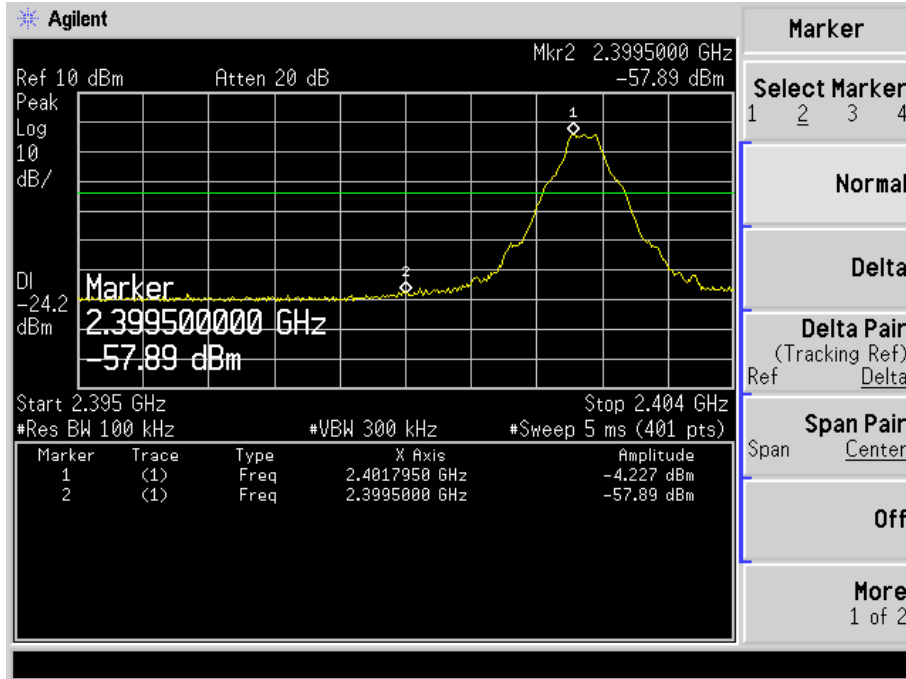 Agilent
Marker
Mkr2 2.3995000 GHz
Ref 10 dBm Atten 20 dB -57.89 dBm
Peak
Log
10
dB/
1
2
DI
-24.2
dBm
Marker
2.399500000 GHz
-57.89 dBm
Start 2.395 GHz Stop 2.404 GHz
#Res BW 100 kHz #VBW 300 kHz #Sweep 5 ms (401 pts)
Marker Trace Type X Axis Amplitude
1 (1) Freq 2.4017950 GHz -4.227 dBm
2 (1) Freq 2.3995000 GHz -57.89 dBm
Select Marker
1 2 3 4
Normal
Delta
Delta Pair
(Tracking Ref)
Ref Delta
Span Pair
Span Center
Off
More
1 of 2